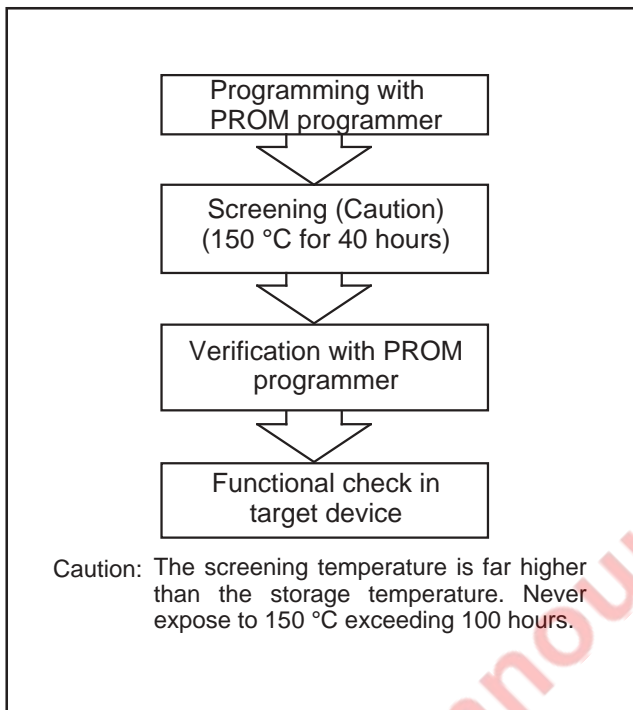 Programming with
PROM programmer
Screening (Caution)
(150 °C for 40 hours)
Verification with PROM
programmer
Functional check in
target device
Caution: The screening temperature is far higher
than the storage temperature. Never
expose to 150 °C exceeding 100 hours.